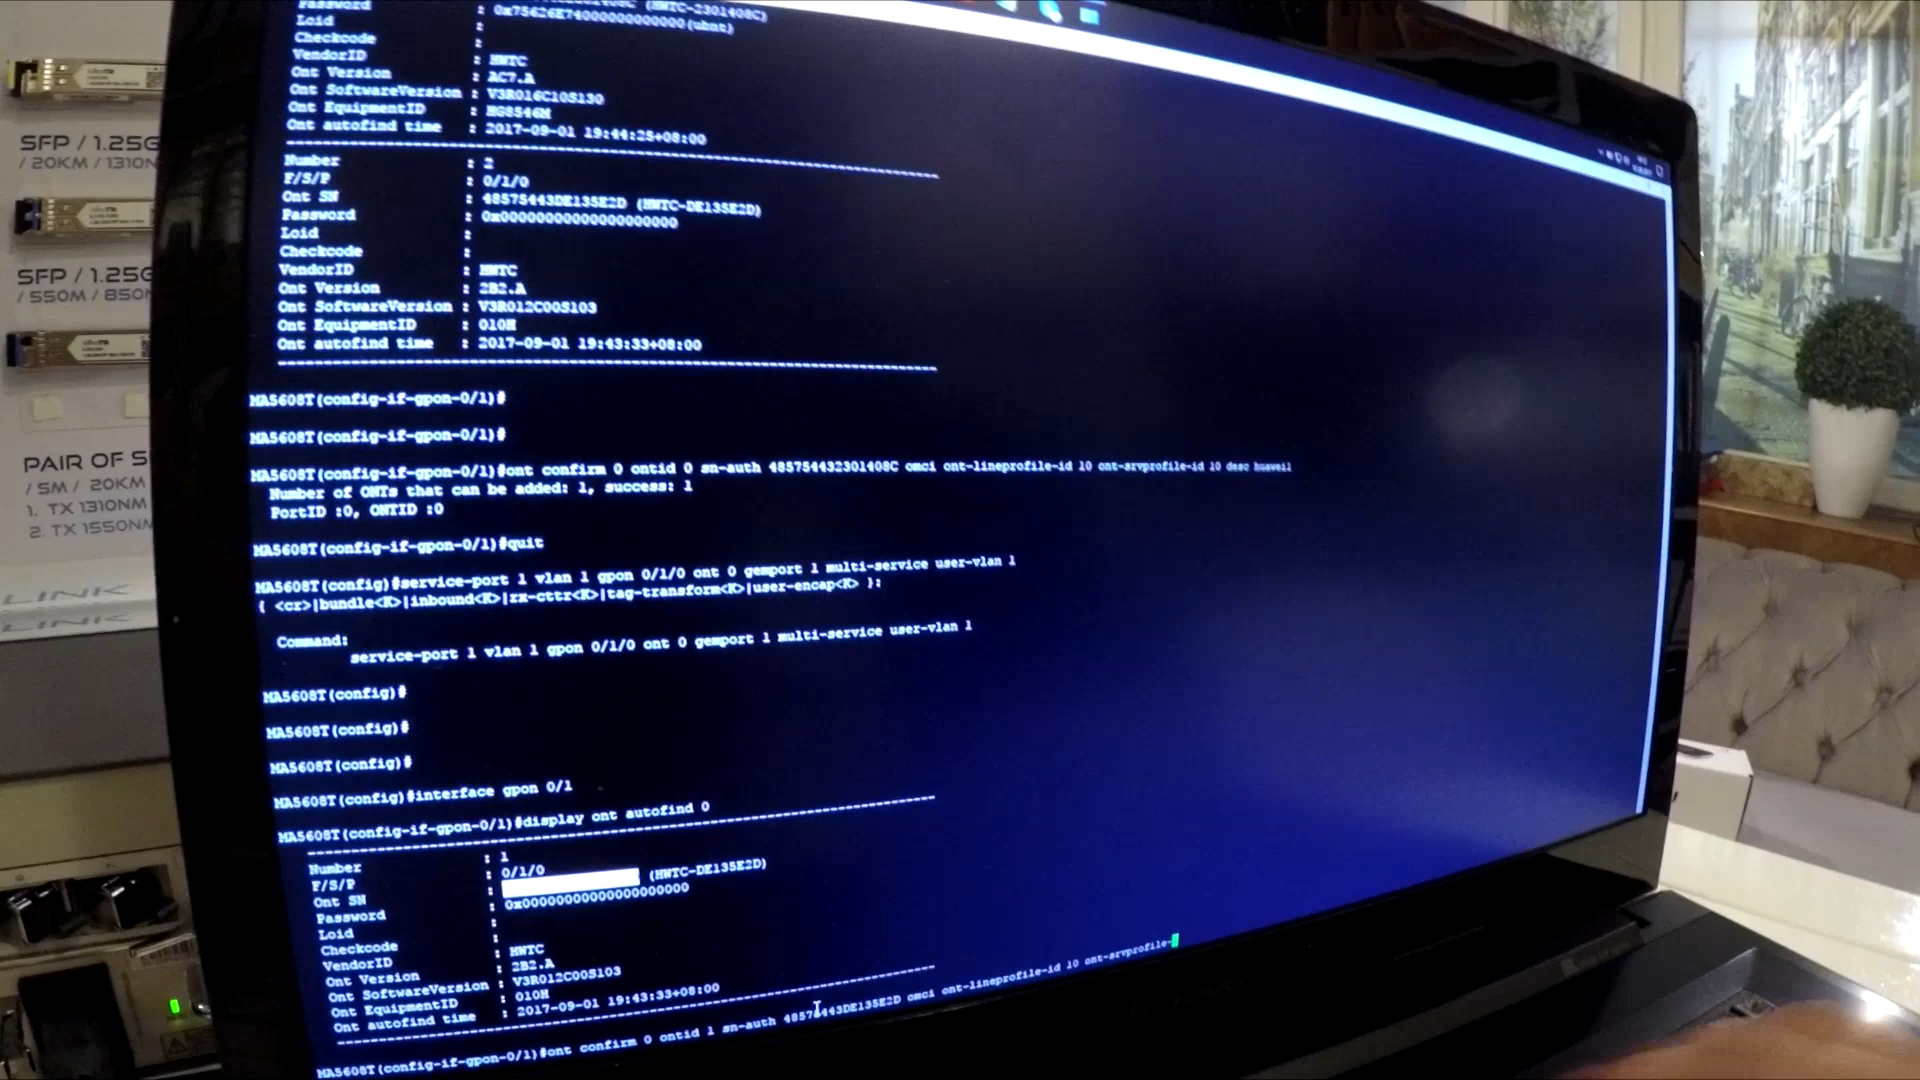 Password : 0x75626E74000000000000(ubnt)
Loid :
Checkcode :
VendorID : HWTC
Ont Version : AC7.A
Ont SoftwareVersion : V3R016C10S130
Ont EquipmentID : HG8546M
Ont autofind time : 2017-09-01 19:44:25+08:00
Number : 2
F/S/P : 0/1/0
Ont SN : 48575443DE135E2D (HWTC-DE135E2D)
Password : 0x00000000000000000000
Loid :
Checkcode :
VendorID : HWTC
Ont Version : 2B2.A
Ont SoftwareVersion : V3R012C00S103
Ont EquipmentID : 010H
Ont autofind time : 2017-09-01 19:43:33+08:00
MA5608T(config-if-gpon-0/1)#
MA5608T(config-if-gpon-0/1)#
MA5608T(config-if-gpon-0/1)#ont confirm 0 ontid 0 sn-auth 485754432301408C omci ont-lineprofile-id 10 ont-srvprofile-id 10 desc huawei1
Number of ONTs that can be added: 1, success: 1
PortID :0, ONTID :0
MA5608T(config-if-gpon-0/1)#quit
MA5608T(config)#service-port 1 vlan 1 gpon 0/1/0 ont 0 gemport 1 multi-service user-vlan 1
{ <cr>|bundle<K>|inbound<K>|rx-cttr<K>|tag-transform<K>|user-encap<K> }:
Command:
service-port 1 vlan 1 gpon 0/1/0 ont 0 gemport 1 multi-service user-vlan 1
MA5608T(config)#
MA5608T(config)#
MA5608T(config)#
MA5608T(config)#interface gpon 0/1
MA5608T(config-if-gpon-0/1)#display ont autofind 0
Number : 1
F/S/P : 0/1/0
Ont SN : (HWTC-DE135E2D)
Password : 0x00000000000000000000
Loid :
Checkcode :
VendorID : HWTC
Ont Version : 2B2.A
Ont SoftwareVersion : V3R012C00S103
Ont EquipmentID : 010H
Ont autofind time : 2017-09-01 19:43:33+08:00
MA5608T(config-if-gpon-0/1)#ont confirm 0 ontid 1 sn-auth 48575443DE135E2D omci ont-lineprofile-id 10 ont-srvprofile-
SFP / 1.25G
/ 20KM / 1310N
SFP / 1.25G
/ 550M / 850N
PAIR OF S
/ SM / 20KM
1. TX 1310NM
2. TX 1550NM
LINK
LINK